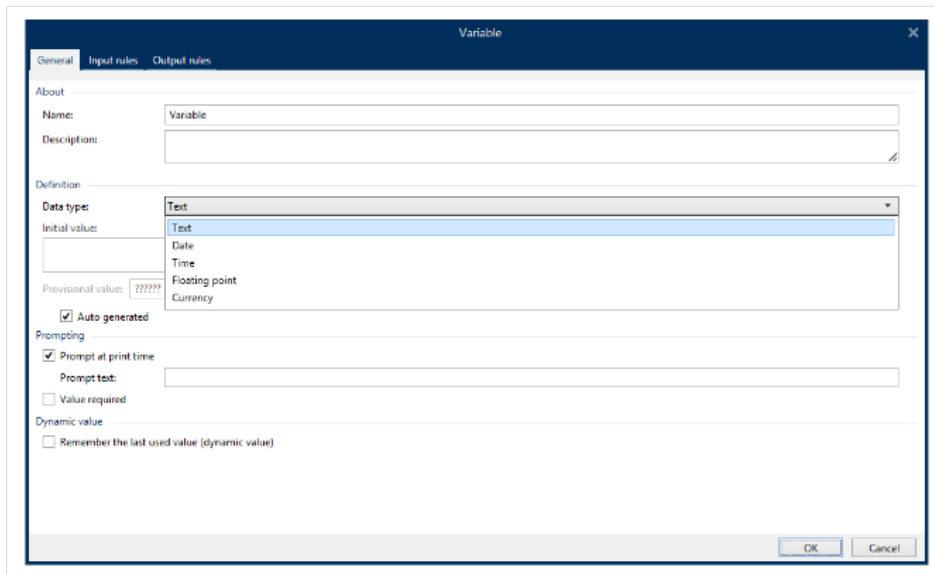 Variable
General Input rules Output rules
About
Name: Variable
Description:
Definition
Data type: Text
Initial value: Text
Date
Time
Floating point
Currency
Provisional value: ??????
Auto generated
Prompting
Prompt at print time
Prompt text:
Value required
Dynamic value
Remember the last used value (dynamic value)
OK Cancel